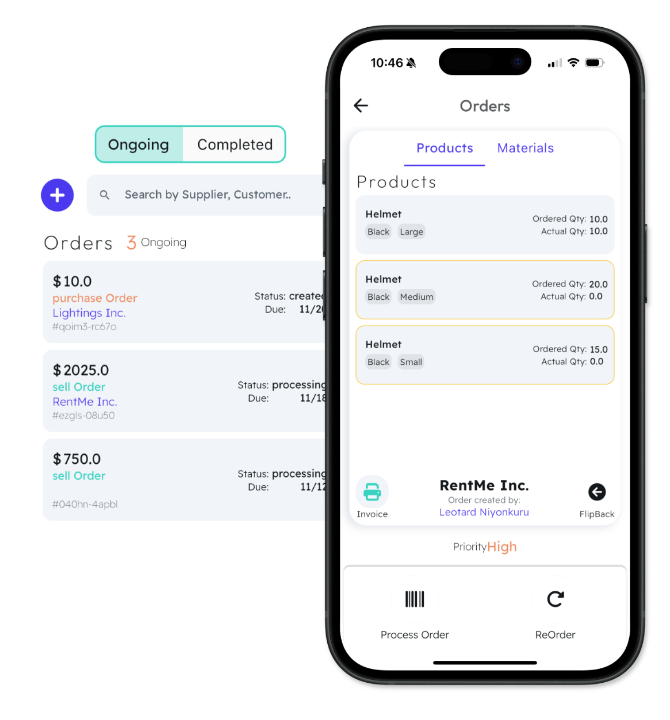 Ongoing
Completed
Search by Supplier, Customer..
Orders 3 Ongoing
$10.0
purchase Order
Lightings Inc.
#qoim3-rc67o
Status: created
Due: 11/20
$2025.0
sell Order
RentMe Inc.
#ezgls-08u50
Status: processing
Due: 11/18
$750.0
sell Order
#040hn-4apbl
Status: processing
Due: 11/12
10:46
Orders
Products
Materials
Products
Helmet
Black Large
Ordered Qty: 10.0
Actual Qty: 10.0
Helmet
Black Medium
Ordered Qty: 20.0
Actual Qty: 0.0
Helmet
Black Small
Ordered Qty: 15.0
Actual Qty: 0.0
Invoice
RentMe Inc.
Order created by:
Leotard Niyonkuru
FlipBack
PriorityHigh
Process Order
ReOrder